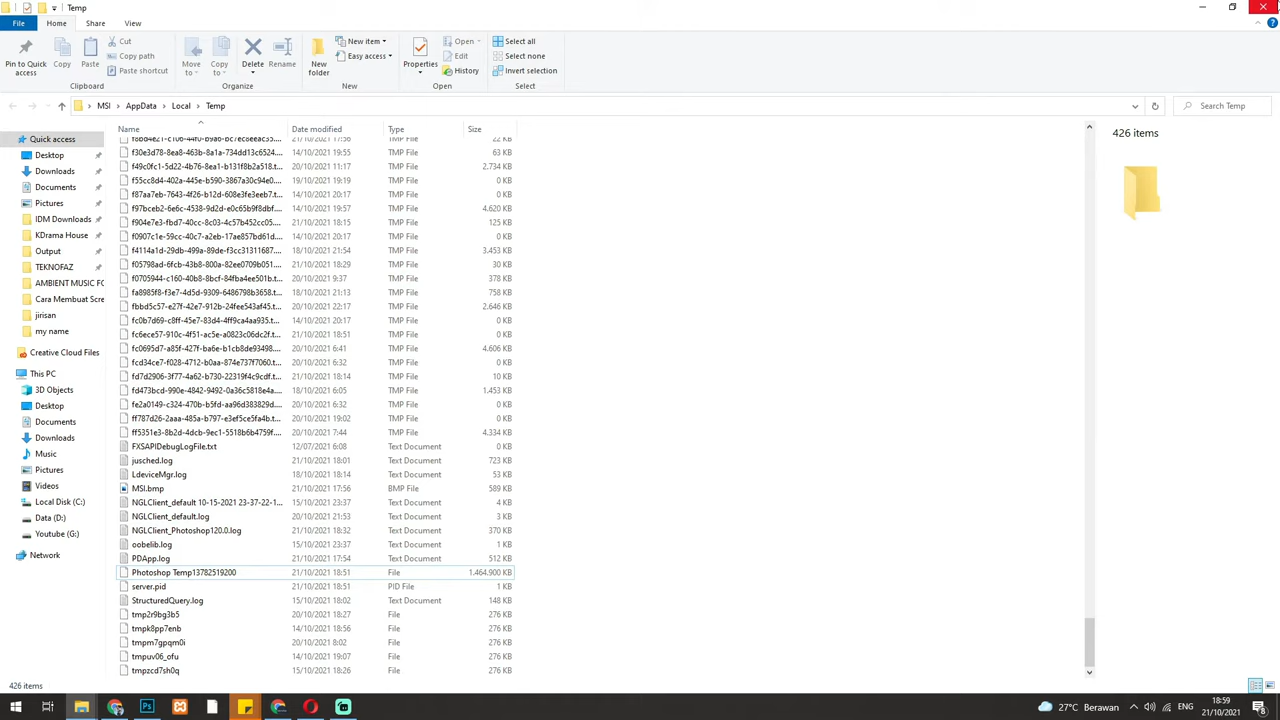 Temp
File Home Share View
Pin to Quick access
Copy
Paste
Cut
Copy path
Paste shortcut
Clipboard
Move to
Copy to
Delete
Rename
Organize
New folder
New item
Easy access
New
Properties
Open
Edit
History
Open
Select all
Select none
Invert selection
Select
MSI > AppData > Local > Temp
Search Temp
Quick access
Desktop
Downloads
Documents
Pictures
IDM Downloads
KDrama House
Output
TEKNOFAZ
AMBIENT MUSIC FO
Cara Membuat Scre
jirisan
my name
Creative Cloud Files
This PC
3D Objects
Desktop
Documents
Downloads
Music
Pictures
Videos
Local Disk (C:)
Data (D:)
Youtube (G:)
Network
Name Date modified Type Size
21/10/2021 17:56 TMP File 22 KB
f30e3d78-8ea8-463b-8a1a-734dd13c6524... 14/10/2021 19:55 TMP File 63 KB
f49c0fc1-5d22-4b76-8ea1-b131f8b2a518.t... 20/10/2021 11:17 TMP File 2.734 KB
f55cc8d4-402a-445e-b590-3867a30c94e0.... 19/10/2021 19:19 TMP File 0 KB
f87aa7eb-7643-4f26-b12d-608e3fe3eeb7.t... 14/10/2021 20:17 TMP File 0 KB
f97bceb2-6e6c-4538-9d2d-e0c65b9f8dbf.... 14/10/2021 19:57 TMP File 4.620 KB
f904e7e3-fbd7-40cc-8c03-4c57b452cc05.... 21/10/2021 18:15 TMP File 125 KB
f0907c1e-59cc-40c7-a2eb-17ae857bd61d... 14/10/2021 20:17 TMP File 0 KB
f4114a1d-29db-499a-89de-f3cc31311687.... 18/10/2021 21:54 TMP File 3.453 KB
f05798ad-6fcb-43b8-800a-82ee0709b051.... 21/10/2021 18:29 TMP File 30 KB
f0705944-c160-40b8-8bcf-84fba4ee501b.t... 20/10/2021 9:37 TMP File 378 KB
fa8985f8-f3e7-4d5d-9309-6486798b3658.t... 18/10/2021 21:13 TMP File 758 KB
fbbd5c57-e27f-42e7-912b-24fee543af45.t... 20/10/2021 22:17 TMP File 2.646 KB
fc0b7d69-c8ff-45e7-83d4-4ff9ca4aa935.t... 14/10/2021 20:17 TMP File 0 KB
fc6ece57-910c-4f51-ac5e-a0823c06dc2f.t... 21/10/2021 18:51 TMP File 0 KB
fc0695d7-a85f-427f-ba6e-b1cb8de93498.... 20/10/2021 6:41 TMP File 4.606 KB
fcd34ce7-f028-4712-b0aa-874e737f7060.t... 20/10/2021 6:32 TMP File 0 KB
fd7d2906-3f77-4a62-b730-22319f4c9cdf.t... 21/10/2021 18:14 TMP File 10 KB
fd473bcd-990e-4842-9492-0a36c5818e4a... 18/10/2021 6:05 TMP File 1.453 KB
fe2a0149-c324-470b-b5fd-aa96d383829d.... 20/10/2021 6:32 TMP File 0 KB
ff787d26-2aaa-485a-b797-e3ef5ce5fa4b.t... 20/10/2021 19:02 TMP File 0 KB
ff5351e3-8b2d-4dcb-9ec1-5518b6b4759f.... 20/10/2021 7:44 TMP File 4.334 KB
FXSAPIDebugLogFile.txt 12/07/2021 6:08 Text Document 0 KB
jusched.log 21/10/2021 18:01 Text Document 723 KB
LdeviceMgr.log 18/10/2021 18:14 Text Document 53 KB
MSI.bmp 21/10/2021 17:56 BMP File 589 KB
NGLClient_default 10-15-2021 23-37-22-1... 15/10/2021 23:37 Text Document 4 KB
NGLClient_default.log 20/10/2021 21:53 Text Document 3 KB
NGLClient_Photoshop120.0.log 21/10/2021 18:32 Text Document 370 KB
oobelib.log 15/10/2021 23:37 Text Document 1 KB
PDApp.log 21/10/2021 17:54 Text Document 512 KB
Photoshop Temp13782519200 21/10/2021 18:51 File 1.464.900 KB
server.pid 21/10/2021 18:51 PID File 1 KB
StructuredQuery.log 15/10/2021 18:02 Text Document 148 KB
tmp2r9bg3b5 20/10/2021 18:27 File 276 KB
tmpk8pp7enb 14/10/2021 18:56 File 276 KB
tmpm7gpqm0i 20/10/2021 8:02 File 276 KB
tmpuv06_ofu 14/10/2021 19:07 File 276 KB
tmpzcd7sh0q 15/10/2021 18:26 File 276 KB
426 items
426 items
27°C Berawan
ENG
18:59
21/10/2021
8